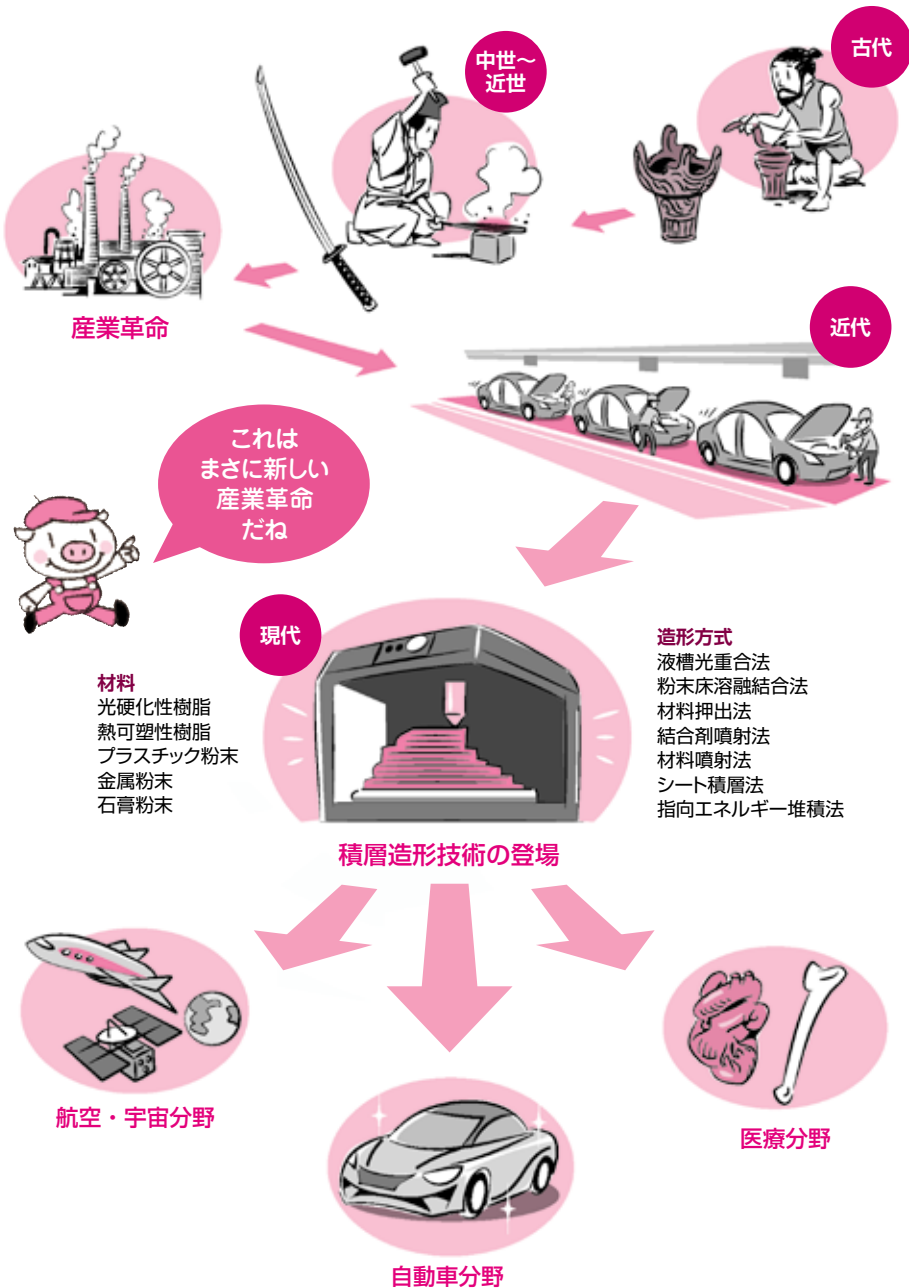 古代
中世～
近世
産業革命
近代
これは
まさに新しい
産業革命
だね
現代
材料
光硬化性樹脂
熱可塑性樹脂
プラスチック粉末
金属粉末
石膏粉末
造形方式
液槽光重合法
粉末床溶融結合法
材料押出法
結合剤噴射法
材料噴射法
シート積層法
指向エネルギー堆積法
積層造形技術の登場
航空・宇宙分野
自動車分野
医療分野